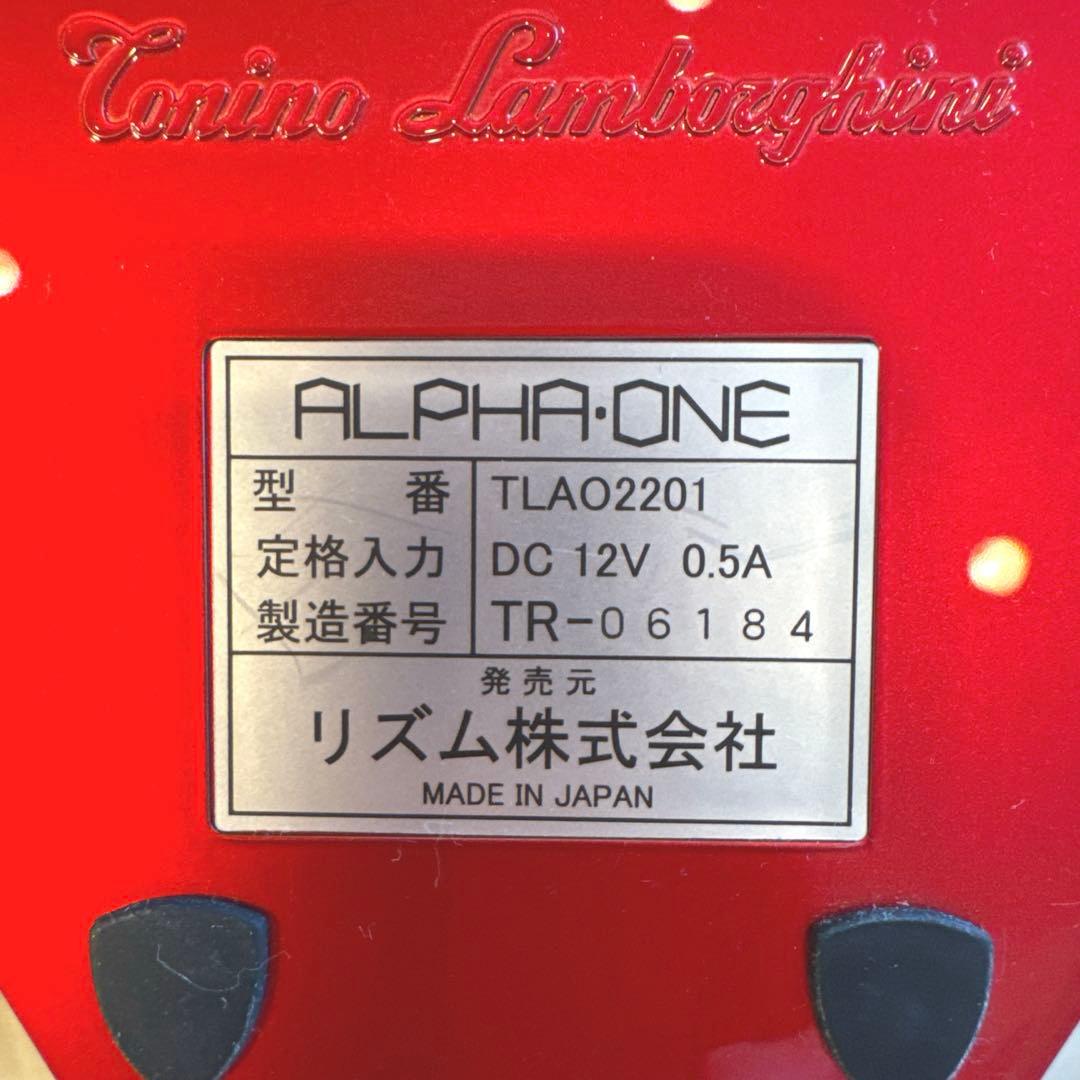 Tonino Lamborghini
ALPHA·ONE
型番 TLAO2201
定格入力 DC 12V 0.5A
製造番号 TR-06184
発売元
リズム株式会社
MADE IN JAPAN